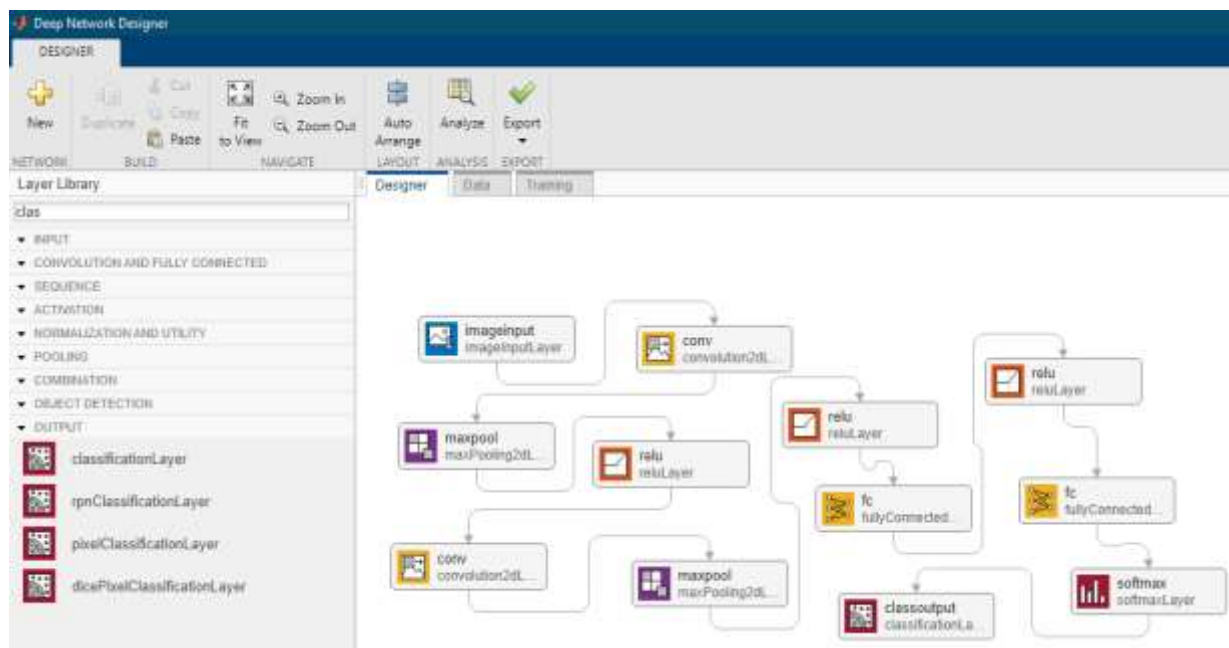 Deep Network Designer
DESIGNER
New
Duplicate
Cut
Copy
Paste
Fit
to View
Zoom In
Zoom Out
Auto
Arrange
Analyze
Export
NETWORK
BUILD
NAVIGATE
LAYOUT
ANALYSIS
EXPORT
Layer Library
Designer
Data
Training
clas
INPUT
CONVOLUTION AND FULLY CONNECTED
SEQUENCE
ACTIVATION
NORMALIZATION AND UTILITY
POOLING
COMBINATION
OBJECT DETECTION
OUTPUT
classificationLayer
rpnClassificationLayer
pixelClassificationLayer
dicePixelClassificationLayer
imageinput
imageInputLayer
conv
convolution2dL...
maxpool
maxPooling2dL...
relu
reluLayer
conv
convolution2dL...
maxpool
maxPooling2dL...
relu
reluLayer
fc
fullyConnected...
relu
reluLayer
fc
fullyConnected...
softmax
softmaxLayer
classoutput
classificationLa...